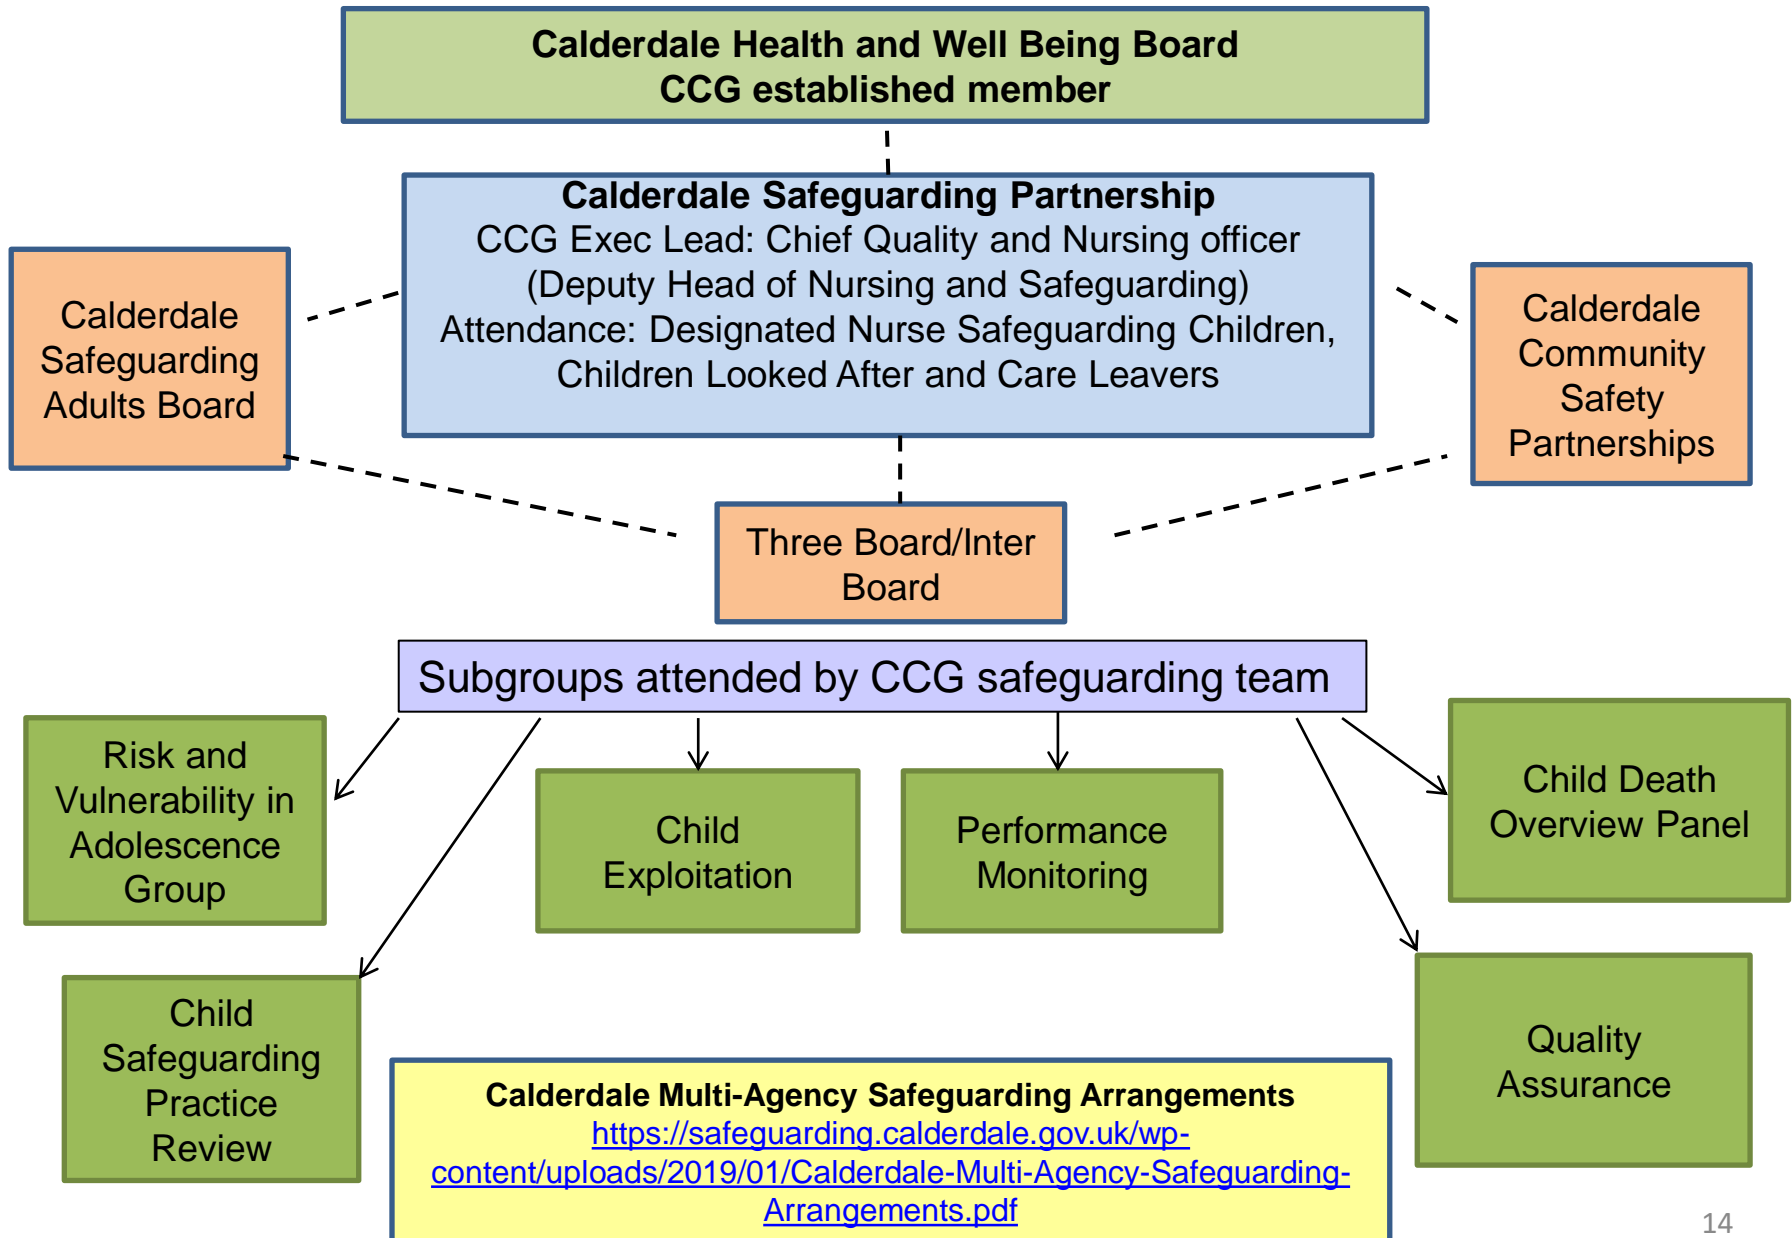 Calderdale Health and Well Being Board
CCG established member
Calderdale Safeguarding Partnership
CCG Exec Lead: Chief Quality and Nursing officer
(Deputy Head of Nursing and Safeguarding)
Attendance: Designated Nurse Safeguarding Children,
Children Looked After and Care Leavers
Calderdale
Safeguarding
Adults Board
Calderdale
Community
Safety
Partnerships
Three Board/Inter
Board
Subgroups attended by CCG safeguarding team
Risk and
Vulnerability in
Adolescence
Group
Child
Exploitation
Performance
Monitoring
Child Death
Overview Panel
Child
Safeguarding
Practice
Review
Quality
Assurance
Calderdale Multi-Agency Safeguarding Arrangements
https://safeguarding.calderdale.gov.uk/wp-
content/uploads/2019/01/Calderdale-Multi-Agency-Safeguarding-
Arrangements.pdf
14